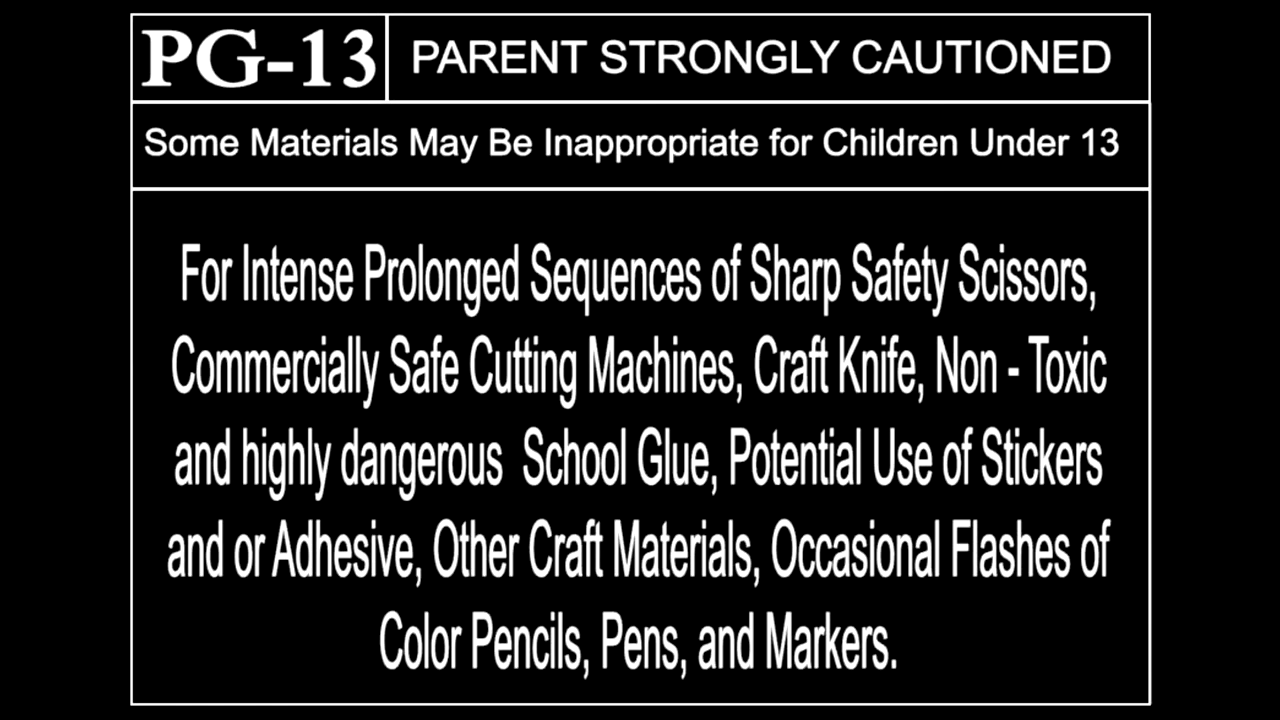 PG-13
PARENT STRONGLY CAUTIONED
Some Materials May Be Inappropriate for Children Under 13
For Intense Prolonged Sequences of Sharp Safety Scissors,
Commercially Safe Cutting Machines, Craft Knife, Non - Toxic
and highly dangerous School Glue, Potential Use of Stickers
and or Adhesive, Other Craft Materials, Occasional Flashes of
Color Pencils, Pens, and Markers.